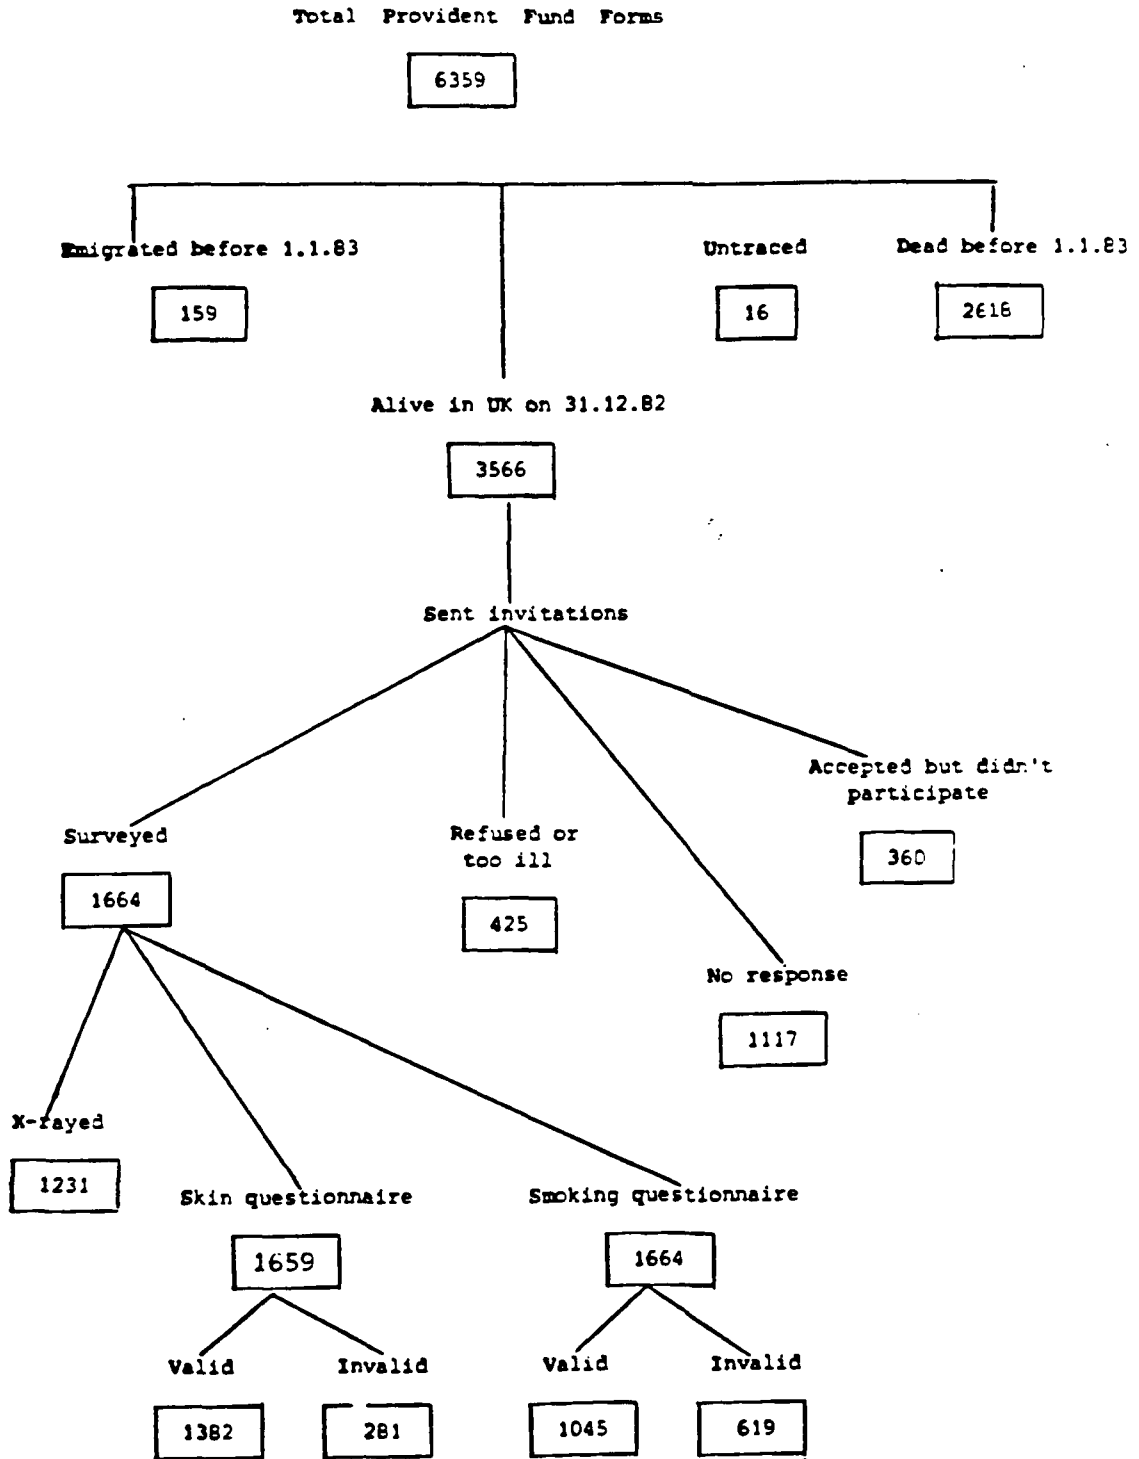 Total Provident Fund Forms
6359
Emigrated before 1.1.83
Untraced
Dead before 1.1.83
159
16
2618
Alive in UK on 31.12.82
3566
Sent invitations
Accepted but didn't
participate
360
Surveyed
1664
Refused or
too ill
425
No response
1117
X-rayed
1231
Skin questionnaire
1659
Smoking questionnaire
1664
Valid
Invalid
Valid
Invalid
1382
281
1045
619